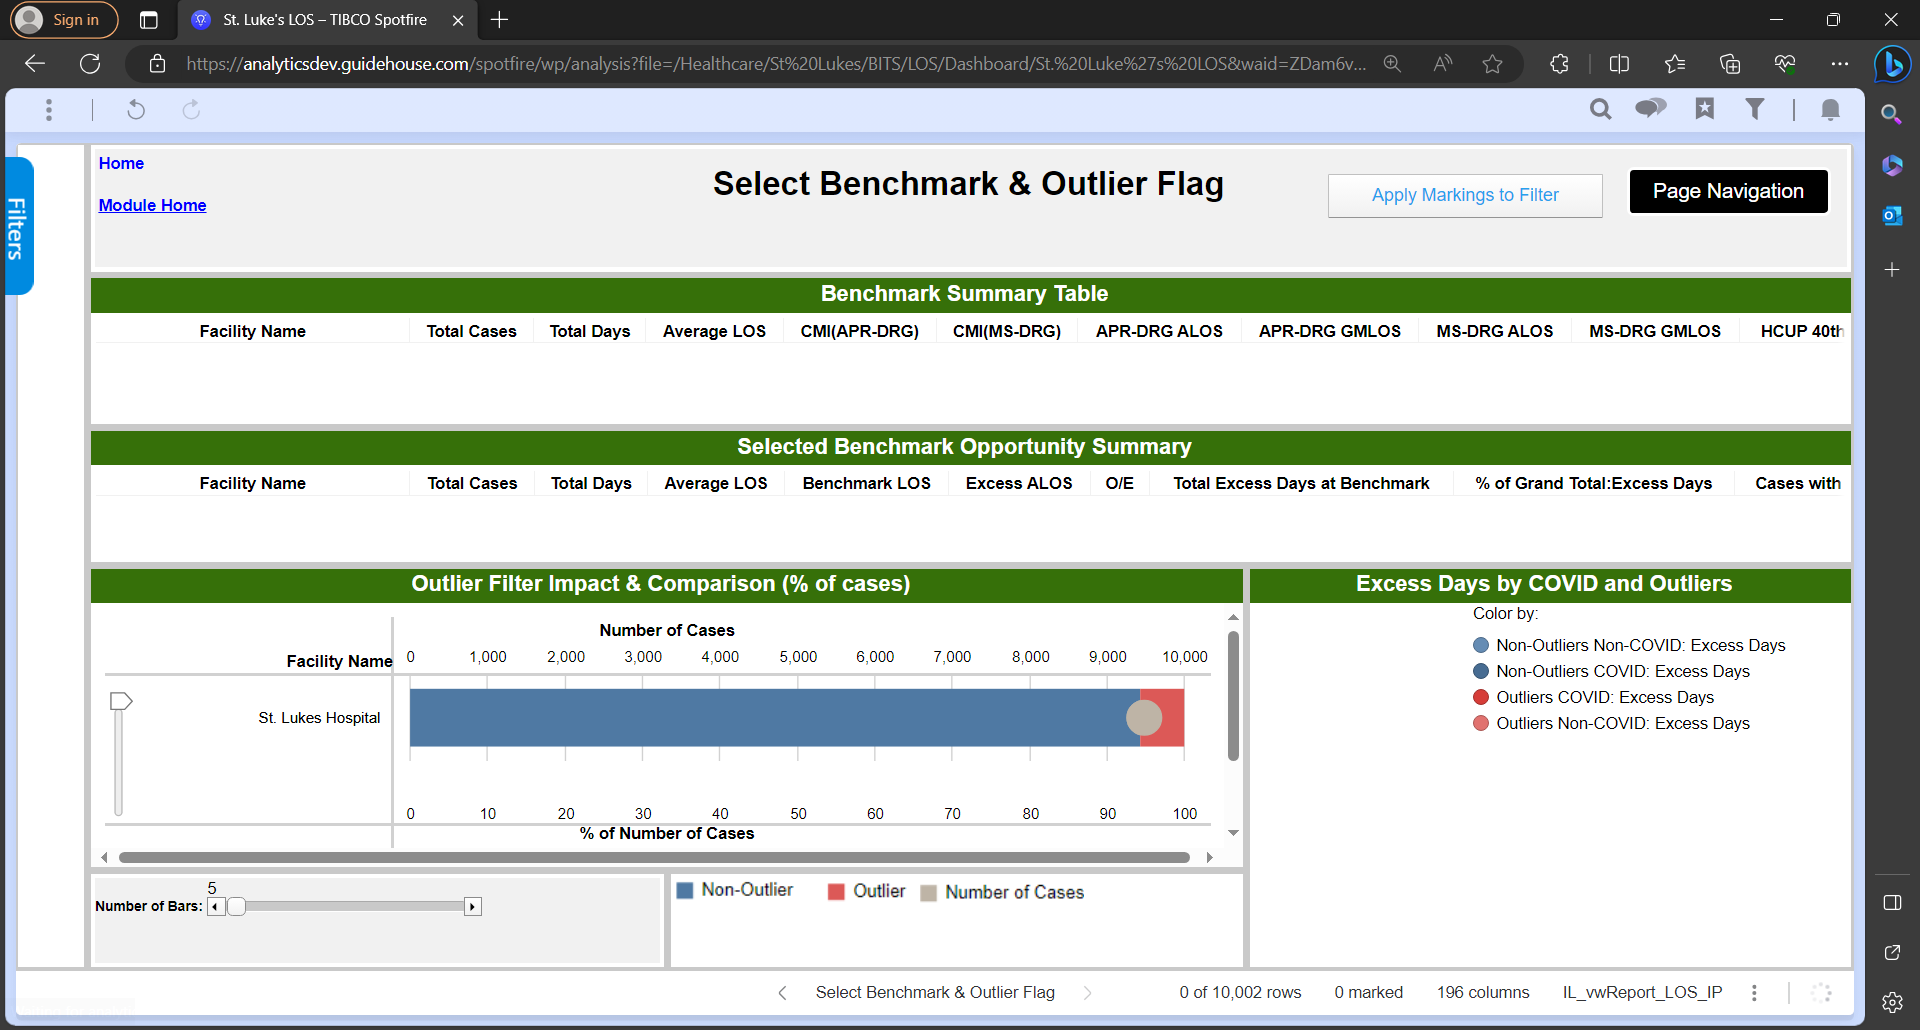 Sign in
St. Luke's LOS – TIBCO Spotfire
https://analyticsdev.guidehouse.com/spotfire/wp/analysis?file=/Healthcare/St%20Lukes/BITS/LOS/Dashboard/St.%20Luke%27s%20LOS&waid=ZDam6v...
Filters
Home
Module Home
Select Benchmark & Outlier Flag
Apply Markings to Filter
Page Navigation
Benchmark Summary Table
Facility Name Total Cases Total Days Average LOS CMI(APR-DRG) CMI(MS-DRG) APR-DRG ALOS APR-DRG GMLOS MS-DRG ALOS MS-DRG GMLOS HCUP 40th
Selected Benchmark Opportunity Summary
Facility Name Total Cases Total Days Average LOS Benchmark LOS Excess ALOS O/E Total Excess Days at Benchmark % of Grand Total:Excess Days Cases with
Outlier Filter Impact & Comparison (% of cases)
Number of Cases
Facility Name 0 1,000 2,000 3,000 4,000 5,000 6,000 7,000 8,000 9,000 10,000
St. Lukes Hospital
0 10 20 30 40 50 60 70 80 90 100
% of Number of Cases
Excess Days by COVID and Outliers
Color by:
Non-Outliers Non-COVID: Excess Days
Non-Outliers COVID: Excess Days
Outliers COVID: Excess Days
Outliers Non-COVID: Excess Days
5
Number of Bars:
Non-Outlier Outlier Number of Cases
Select Benchmark & Outlier Flag 0 of 10,002 rows 0 marked 196 columns IL_vwReport_LOS_IP